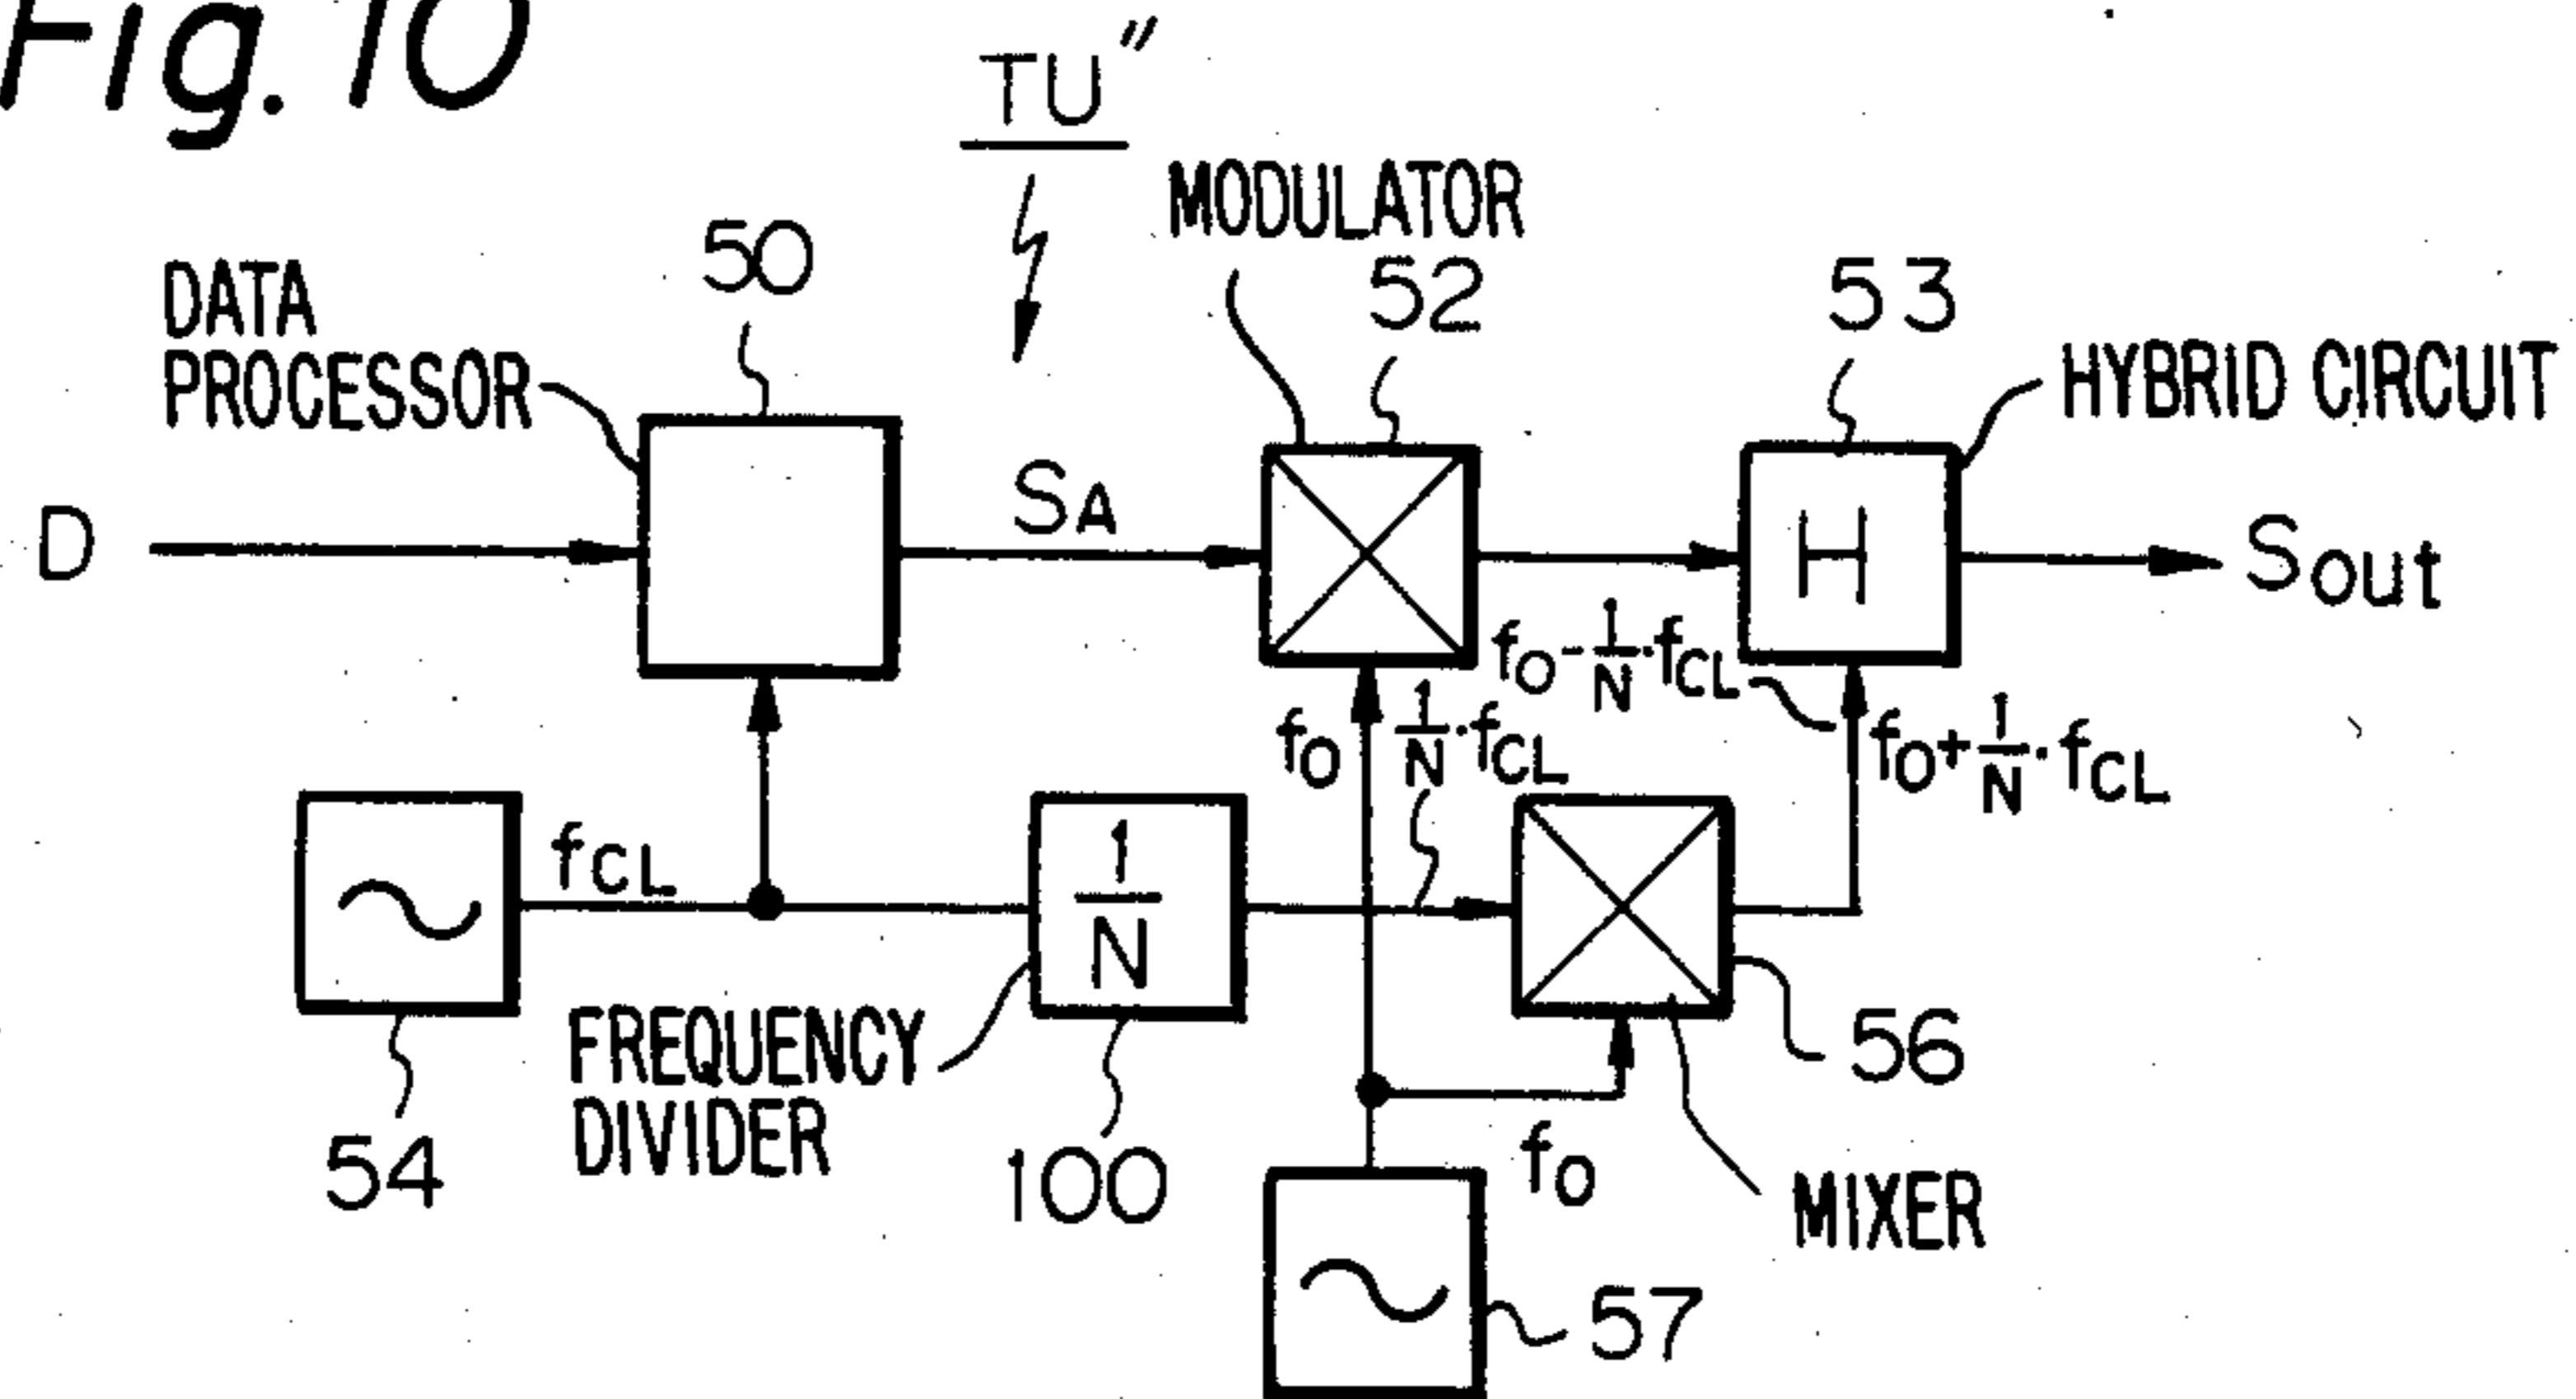 Fig. 10
TU"
MODULATOR
50
52
53
DATA
PROCESSOR
HYBRID CIRCUIT
D
SA
H
Sout
fO - 1/N · fCL
fO
1/N · fCL
fO + 1/N · fCL
fCL
1/N
56
FREQUENCY
DIVIDER
54
100
fO
MIXER
57